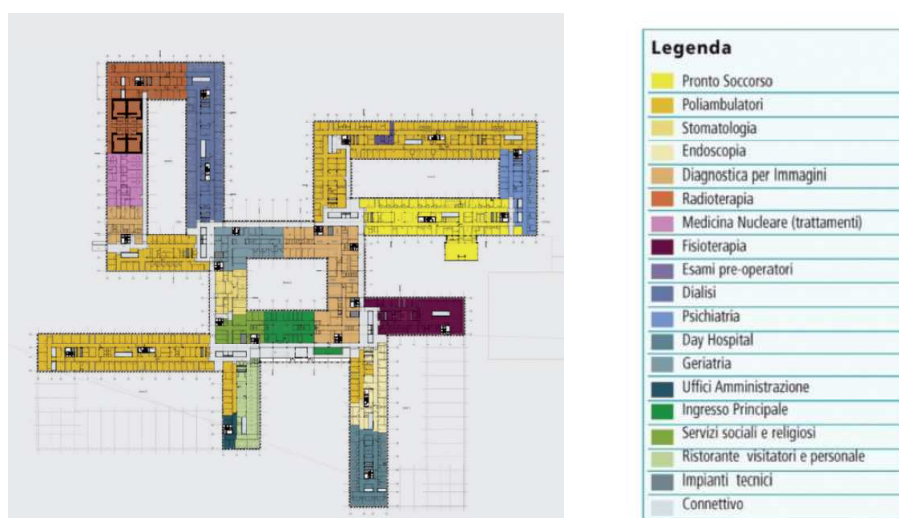 Legenda
Pronto Soccorso
Poliambulatori
Stomatologia
Endoscopia
Diagnostica per Immagini
Radioterapia
Medicina Nucleare (trattamenti)
Fisioterapia
Esami pre-operatori
Dialisi
Psichiatria
Day Hospital
Geriatria
Uffici Amministrazione
Ingresso Principale
Servizi sociali e religiosi
Ristorante visitatori e personale
Impianti tecnici
Connettivo